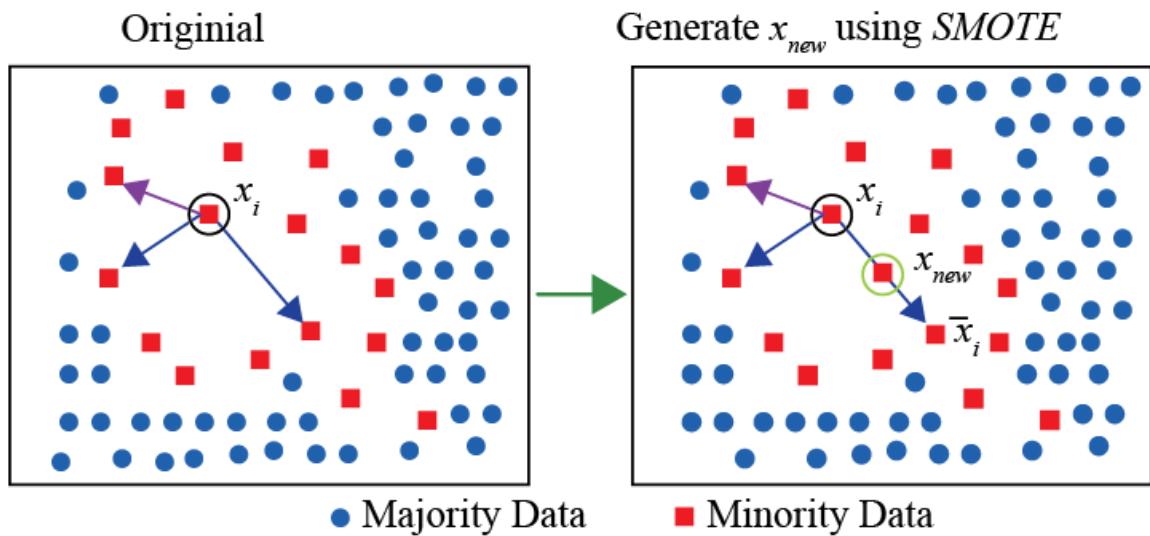 Originial
Generate x_new using SMOTE
x_i
x_i
x_new
x̄_i
Majority Data
Minority Data